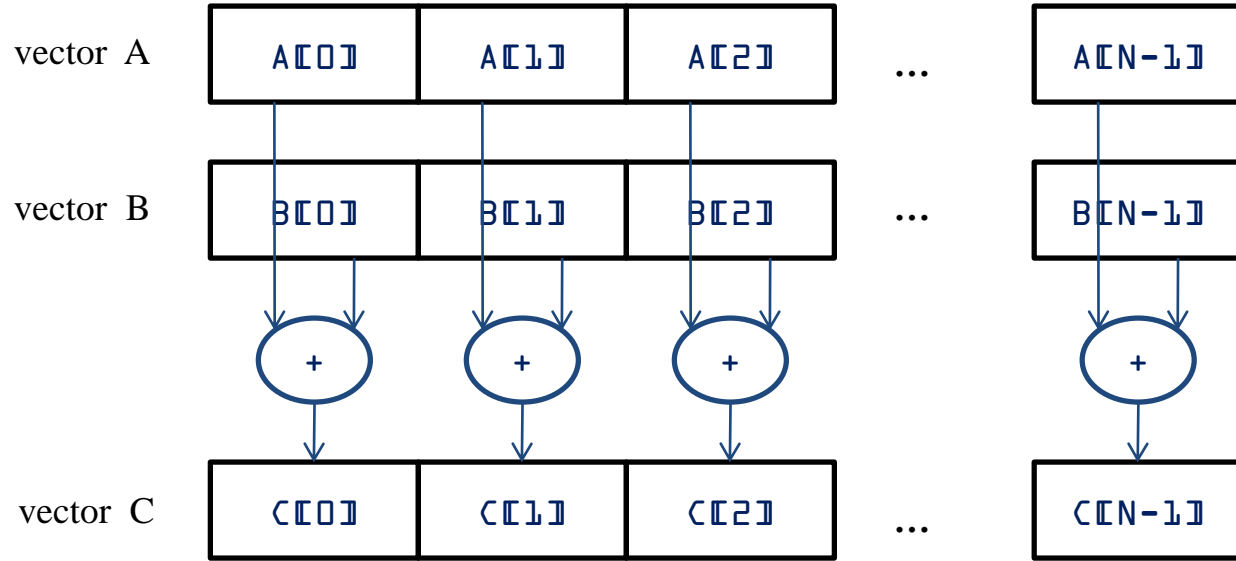 vector A A[0] A[1] A[2] ... A[N-1]
vector B B[0] B[1] B[2] ... B[N-1]
+ + + +
vector C C[0] C[1] C[2] ... C[N-1]